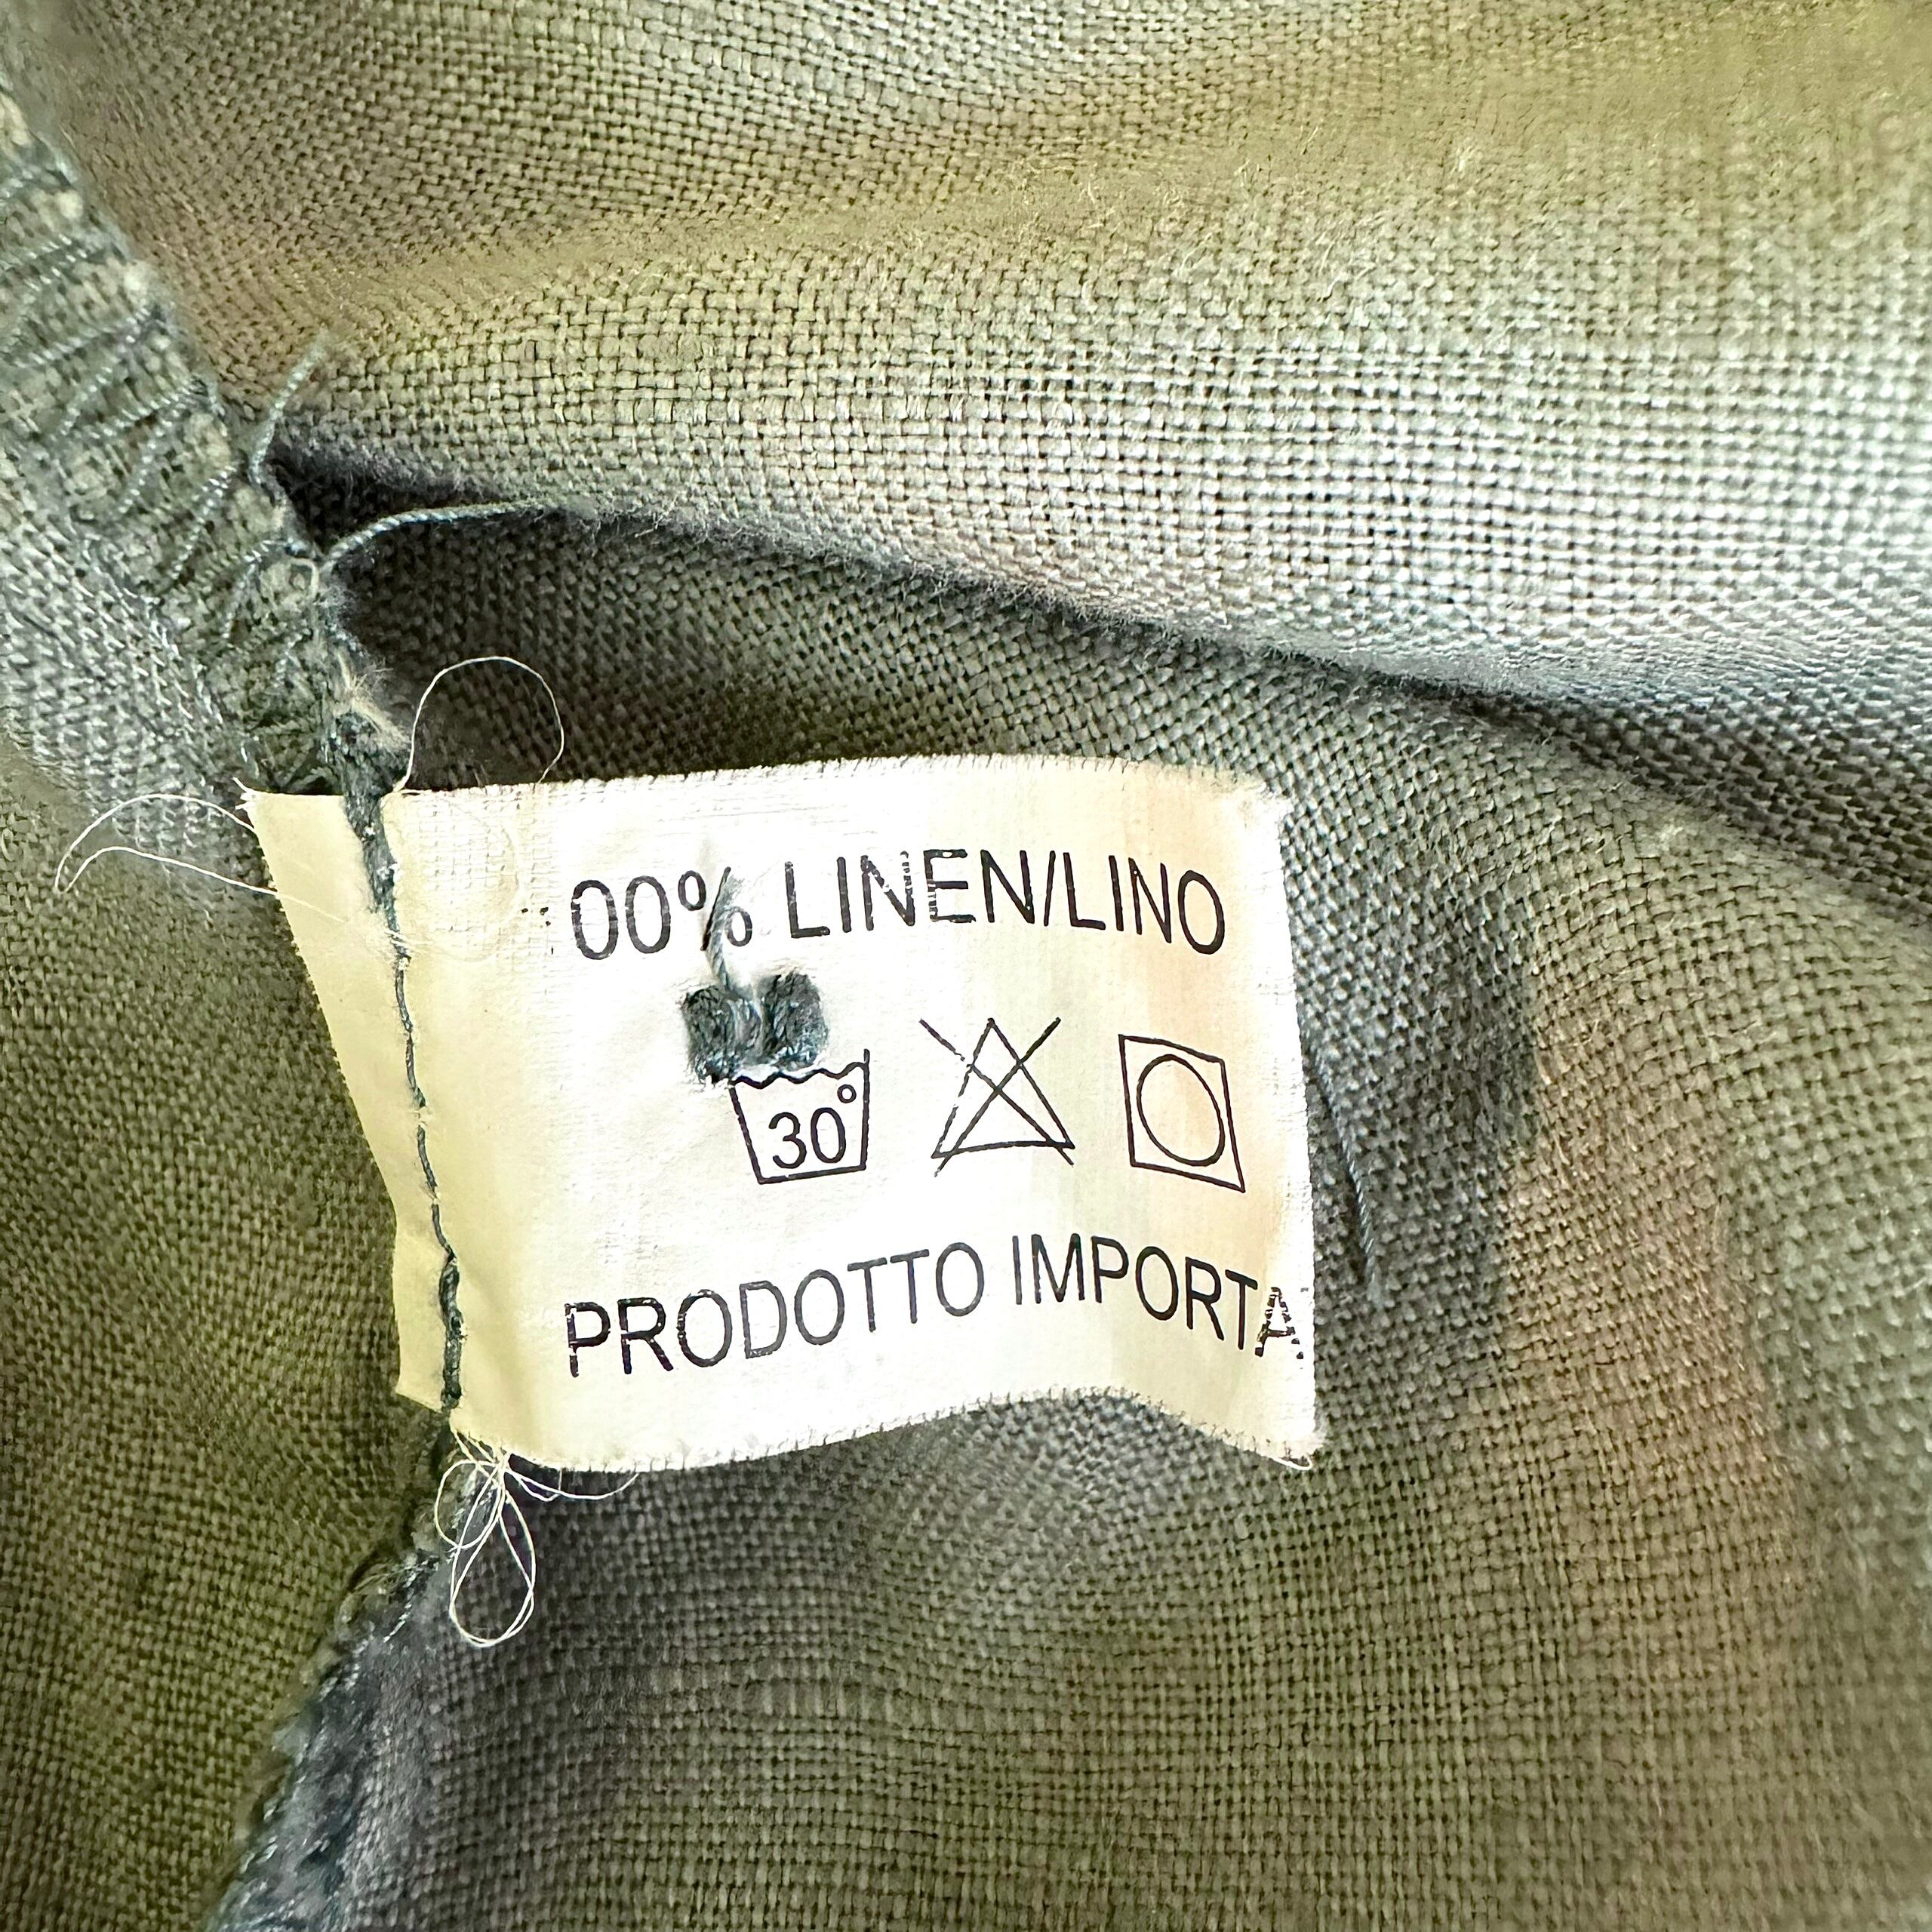 00% LINEN/LINO
30°
PRODOTTO IMPORTA